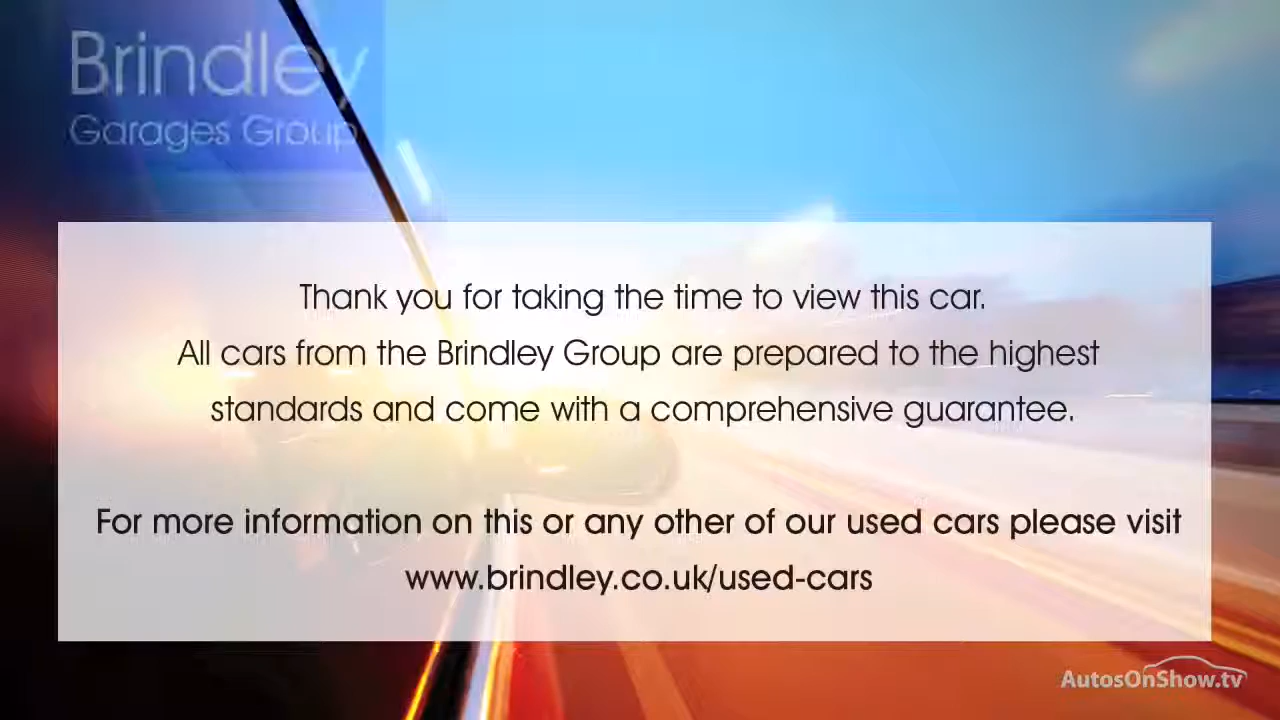 Brindley
Garages Group
Thank you for taking the time to view this car.
All cars from the Brindley Group are prepared to the highest
standards and come with a comprehensive guarantee.
For more information on this or any other of our used cars please visit
www.brindley.co.uk/used-cars
AutosOnShow.tv